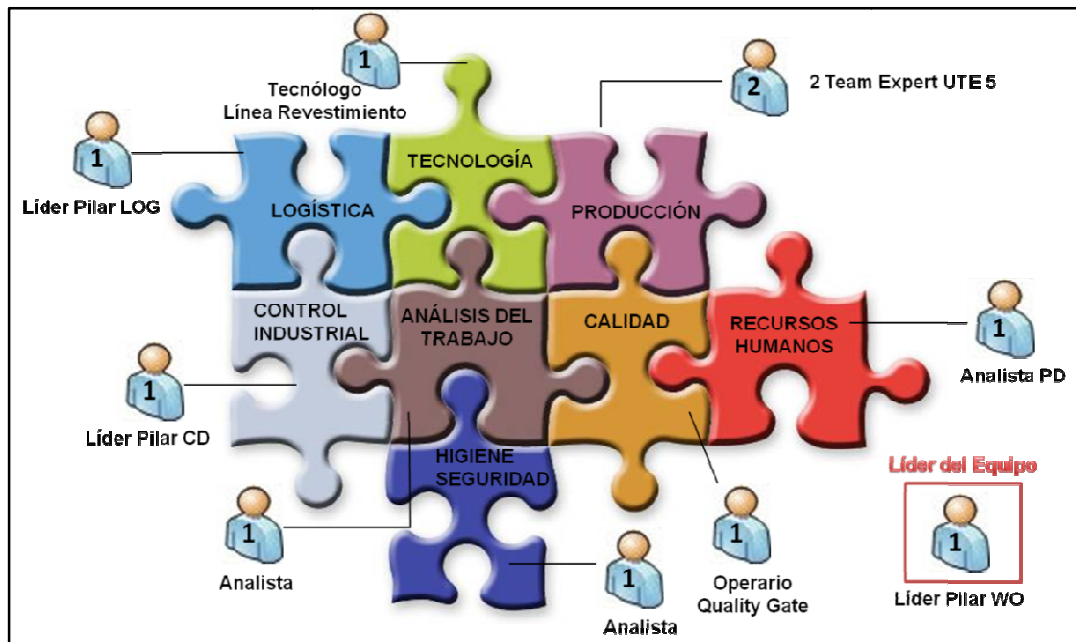 1
Tecnólogo
Línea Revestimiento
2
2 Team Expert UTE 5
1
Líder Pilar LOG
TECNOLOGÍA
LOGÍSTICA
PRODUCCIÓN
CONTROL
INDUSTRIAL
ANÁLISIS DEL
TRABAJO
CALIDAD
RECURSOS
HUMANOS
1
Analista PD
1
Líder Pilar CD
HIGIENE
SEGURIDAD
Líder del Equipo
1
Líder Pilar WO
1
Analista
1
Analista
1
Operario
Quality Gate